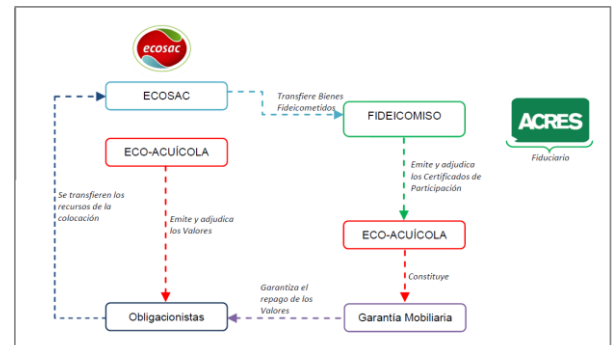 ecosac
ECOSAC
Transfiere Bienes
Fideicometidos
FIDEICOMISO
ACRES
Fiduciario
ECO-ACUÍCOLA
Emite y adjudica
los Certificados de
Participación
Se transfieren los
recursos de la
colocación
Emite y adjudica
los Valores
ECO-ACUÍCOLA
Constituye
Garantiza el
repago de los
Valores
Obligacionistas
Garantía Mobiliaria